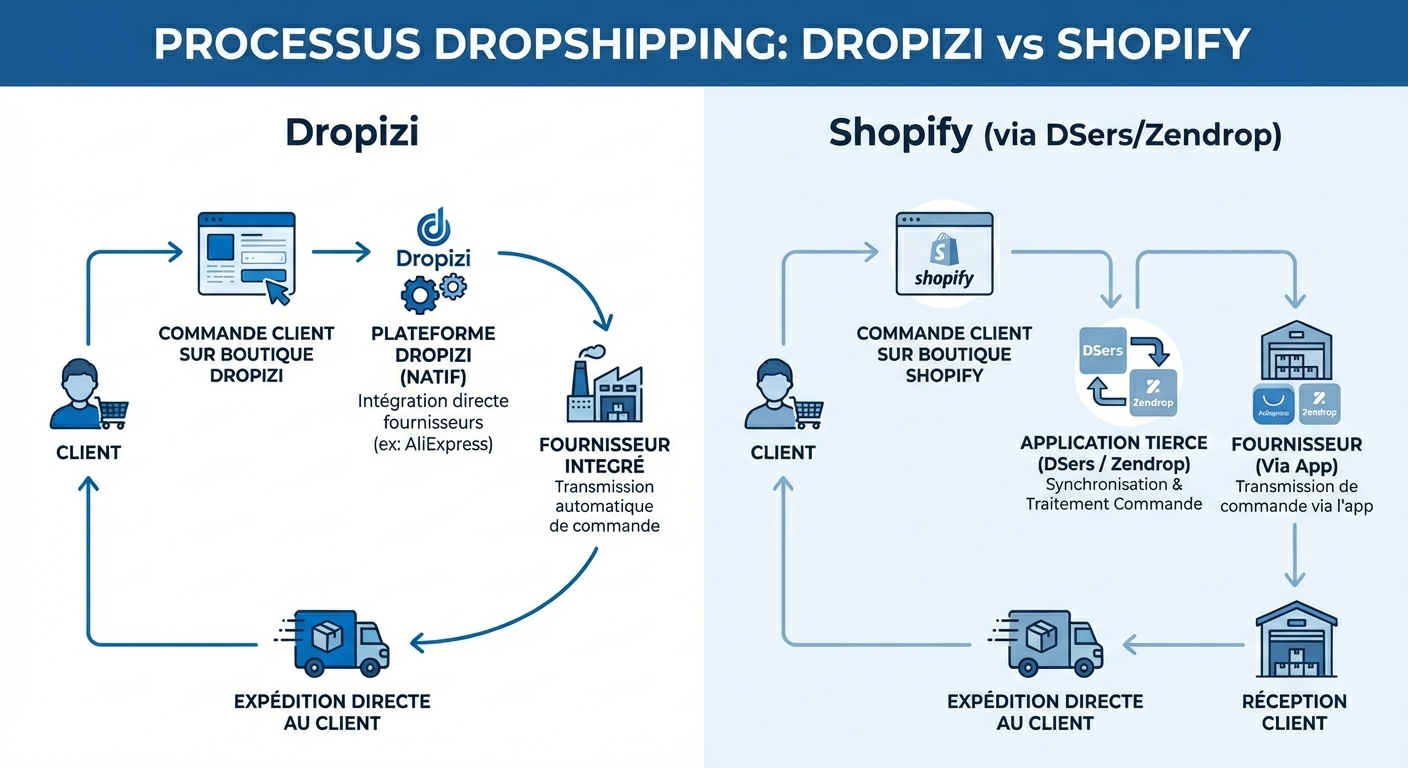 PROCESSUS DROPSHIPPING: DROPIZI vs SHOPIFY
Dropizi
Dropizi
COMMANDE CLIENT
SUR BOUTIQUE
DROPIZI
PLATEFORME
DROPIZI
(NATIF)
Intégration directe
fournisseurs
(ex: AliExpress)
CLIENT
FOURNISSEUR
INTEGRÉ
Transmission
automatique
de commande
EXPÉDITION DIRECTE
AU CLIENT
Shopify (via DSers/Zendrop)
S
shopify
COMMANDE CLIENT
SUR BOUTIQUE
SHOPIFY
DSers
Zendrop
CLIENT
APPLICATION TIERCE
(DSers / Zendrop)
Synchronisation &
Traitement Commande
FOURNISSEUR
(Via App)
Transmission de
commande via l'app
EXPÉDITION DIRECTE
AU CLIENT
RÉCEPTION
CLIENT